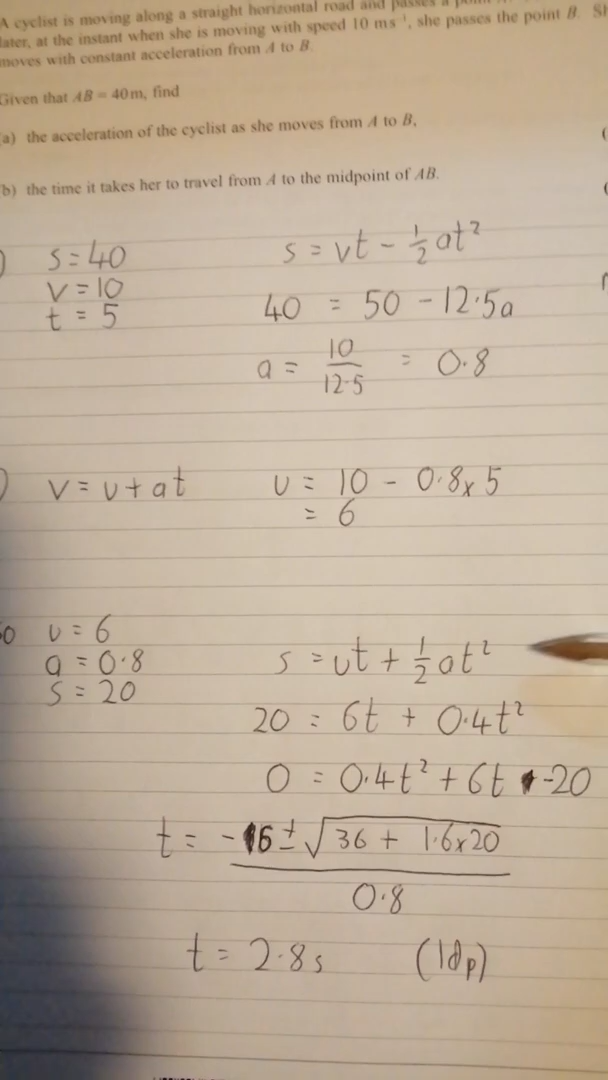 A cyclist is moving along a straight horizontal road and passes a point
later, at the instant when she is moving with speed 10 ms⁻¹, she passes the point B.
moves with constant acceleration from A to B.
Given that AB = 40 m, find
a) the acceleration of the cyclist as she moves from A to B,
b) the time it takes her to travel from A to the midpoint of AB.
) s = 40 s = vt - 1/2 at²
v = 10 40 = 50 - 12.5a
t = 5
a = 10/12.5 = 0.8
) v = u + at u = 10 - 0.8 x 5
= 6
so u = 6
a = 0.8 s = ut + 1/2 at²
s = 20
20 = 6t + 0.4t²
0 = 0.4t² + 6t - 20
t = -6 ± √36 + 1.6x20
0.8
t = 2.8s (1dp)